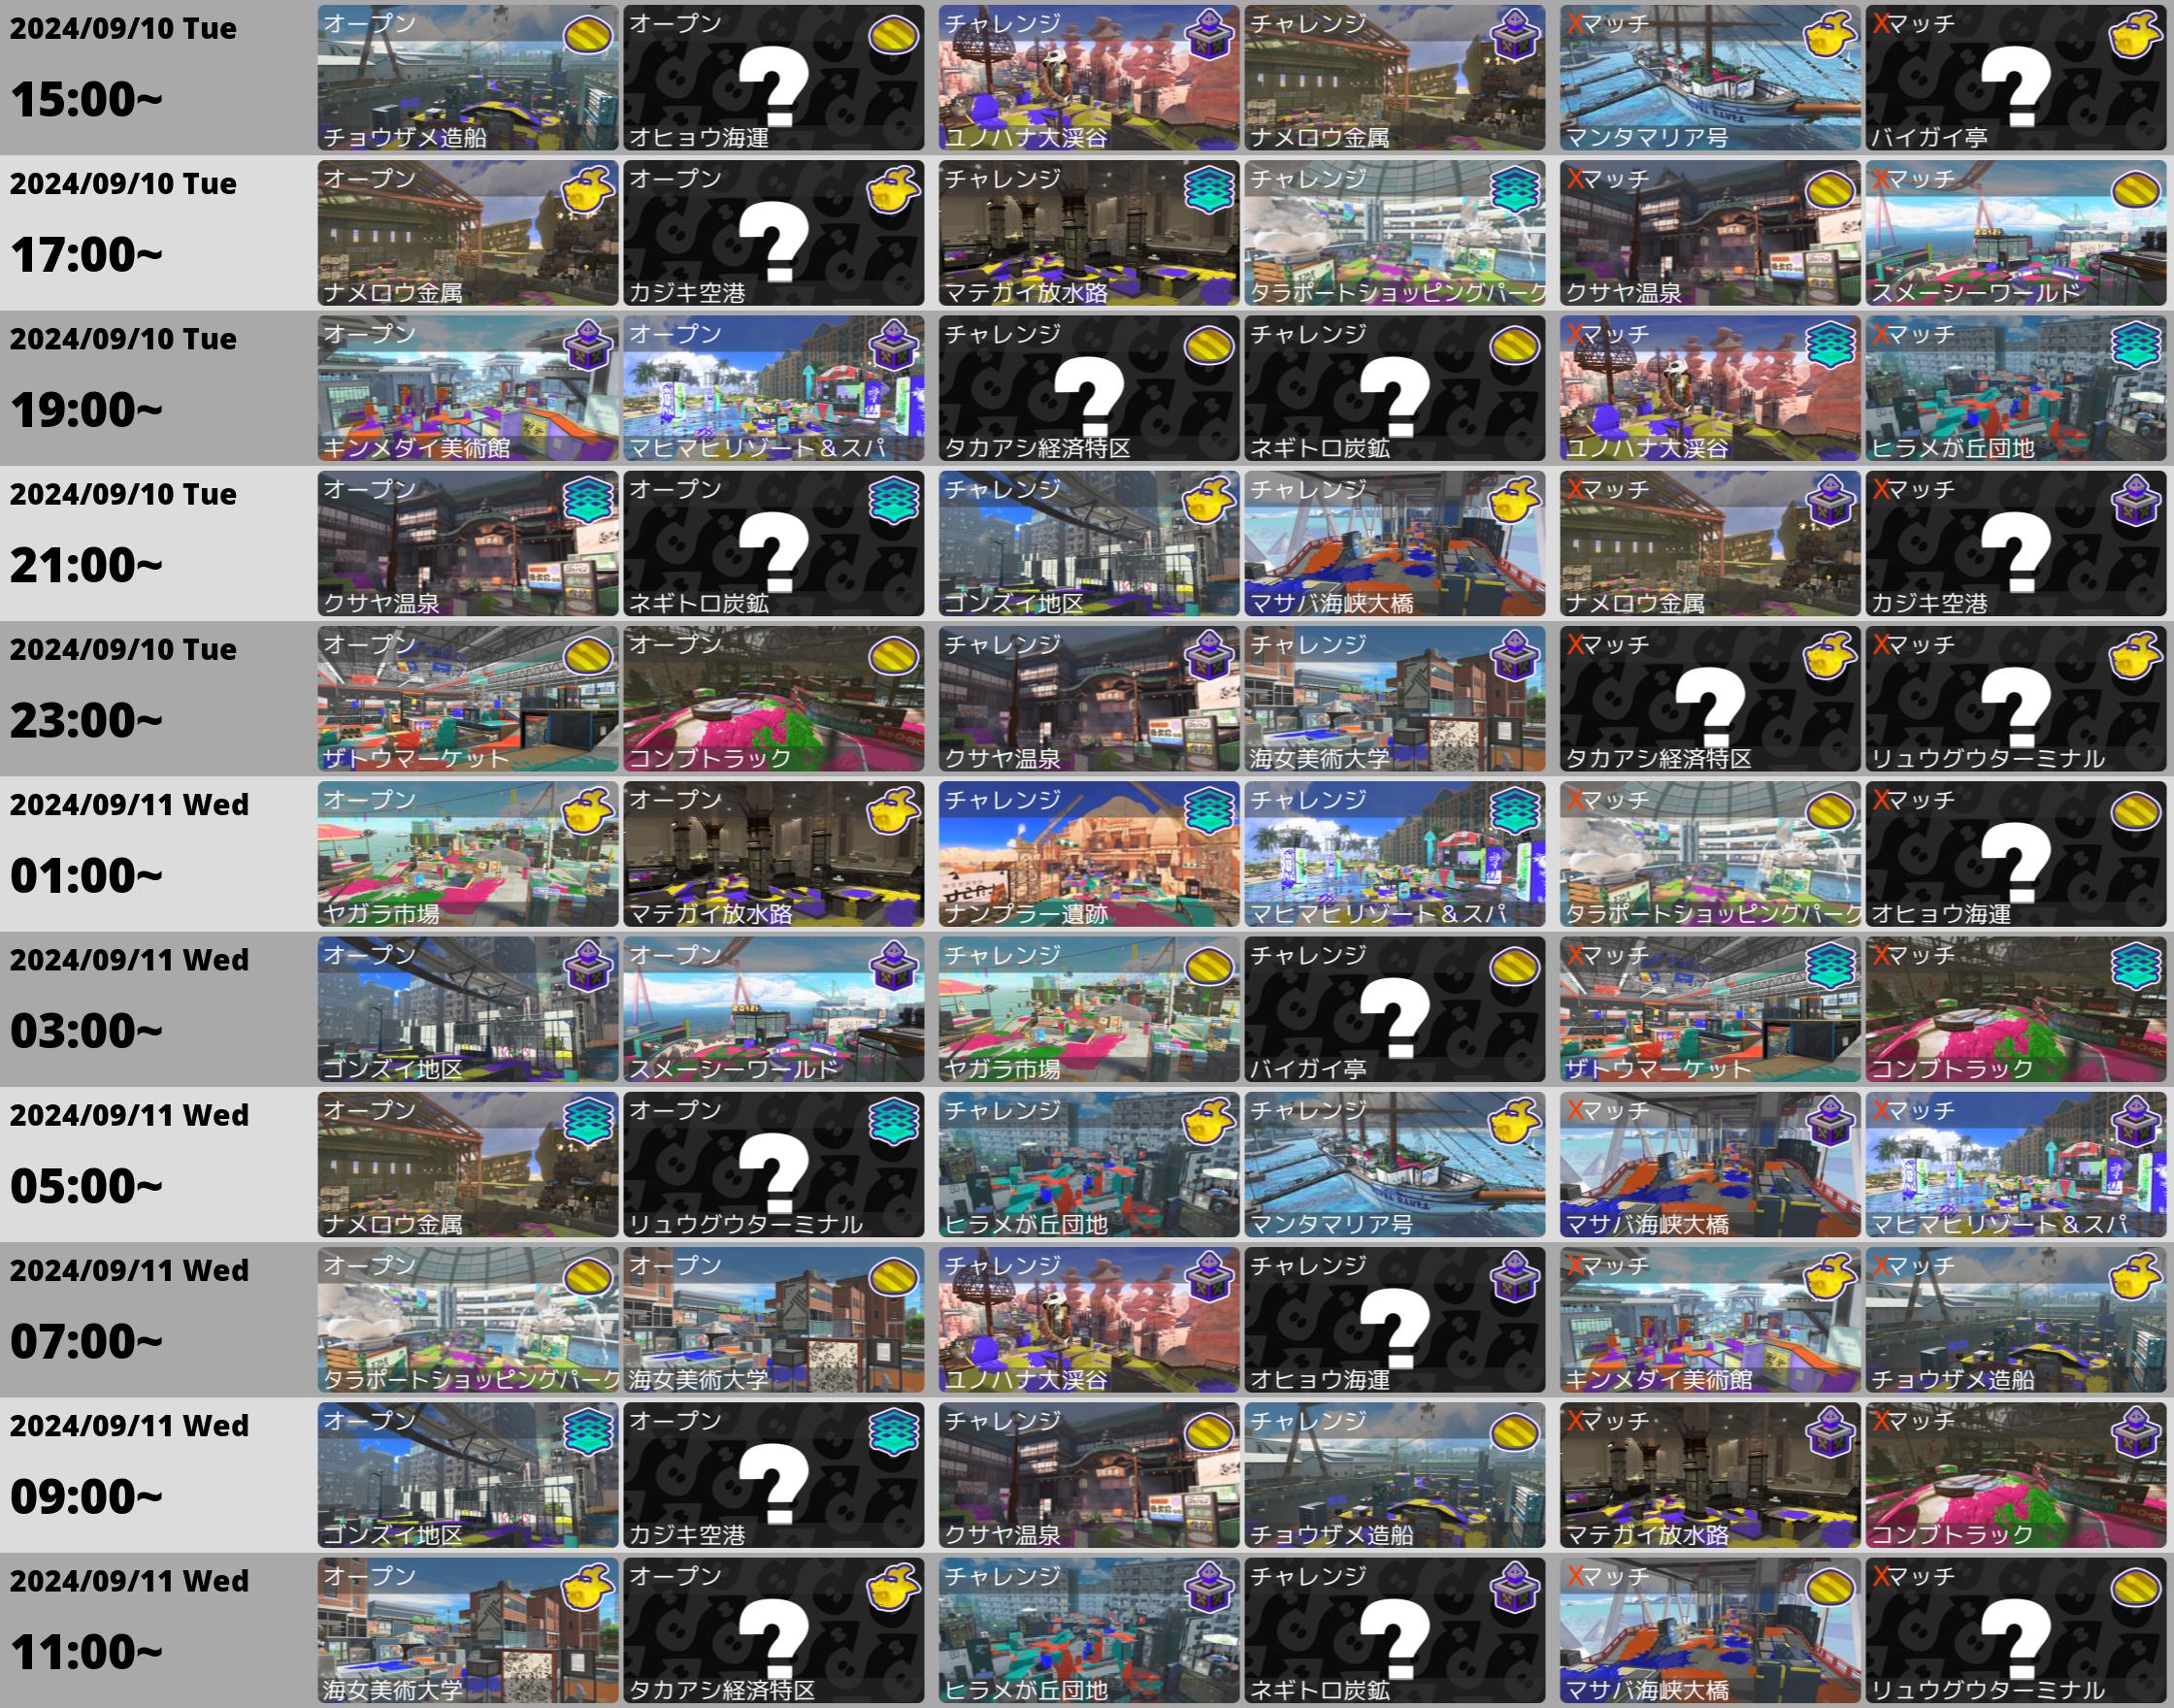 2024/09/10 Tue
15:00~
オープン
チョウザメ造船
オープン
オヒョウ海運
チャレンジ
ユノハナ大渓谷
チャレンジ
ナメロウ金属
Xマッチ
マンタマリア号
Xマッチ
バイガイ亭
2024/09/10 Tue
17:00~
オープン
ナメロウ金属
オープン
カジキ空港
チャレンジ
マテガイ放水路
チャレンジ
タラポートショッピングパーク
Xマッチ
クサヤ温泉
Xマッチ
スメーシーワールド
2024/09/10 Tue
19:00~
オープン
キンメダイ美術館
オープン
マヒマヒリゾート＆スパ
チャレンジ
タカアシ経済特区
チャレンジ
ネギトロ炭鉱
Xマッチ
ユノハナ大渓谷
Xマッチ
ヒラメが丘団地
2024/09/10 Tue
21:00~
オープン
クサヤ温泉
オープン
ネギトロ炭鉱
チャレンジ
ゴンズイ地区
チャレンジ
マサバ海峡大橋
Xマッチ
ナメロウ金属
Xマッチ
カジキ空港
2024/09/10 Tue
23:00~
オープン
ザトウマーケット
オープン
コンブトラック
チャレンジ
クサヤ温泉
チャレンジ
海女美術大学
Xマッチ
タカアシ経済特区
Xマッチ
リュウグウターミナル
2024/09/11 Wed
01:00~
オープン
ヤガラ市場
オープン
マテガイ放水路
チャレンジ
ナンプラー遺跡
チャレンジ
マヒマヒリゾート＆スパ
Xマッチ
タラポートショッピングパーク
Xマッチ
オヒョウ海運
2024/09/11 Wed
03:00~
オープン
ゴンズイ地区
オープン
スメーシーワールド
チャレンジ
ヤガラ市場
チャレンジ
バイガイ亭
Xマッチ
ザトウマーケット
Xマッチ
コンブトラック
2024/09/11 Wed
05:00~
オープン
ナメロウ金属
オープン
リュウグウターミナル
チャレンジ
ヒラメが丘団地
チャレンジ
マンタマリア号
Xマッチ
マサバ海峡大橋
Xマッチ
マヒマヒリゾート＆スパ
2024/09/11 Wed
07:00~
オープン
タラポートショッピングパーク
オープン
海女美術大学
チャレンジ
ユノハナ大渓谷
チャレンジ
オヒョウ海運
Xマッチ
キンメダイ美術館
Xマッチ
チョウザメ造船
2024/09/11 Wed
09:00~
オープン
ゴンズイ地区
オープン
カジキ空港
チャレンジ
クサヤ温泉
チャレンジ
チョウザメ造船
Xマッチ
マテガイ放水路
Xマッチ
コンブトラック
2024/09/11 Wed
11:00~
オープン
海女美術大学
オープン
タカアシ経済特区
チャレンジ
ヒラメが丘団地
チャレンジ
ネギトロ炭鉱
Xマッチ
マサバ海峡大橋
Xマッチ
リュウグウターミナル